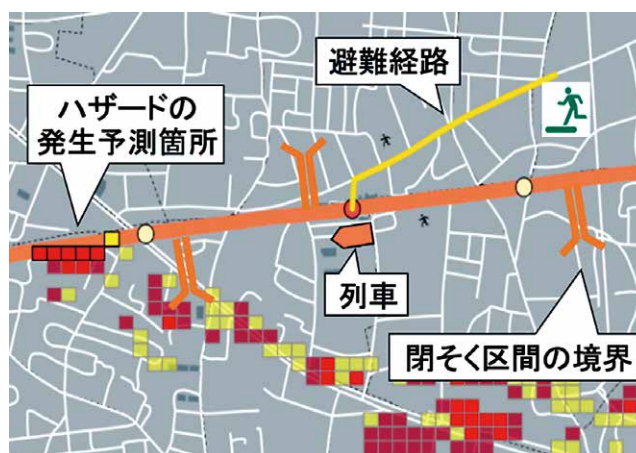 避難経路
ハザードの
発生予測箇所
列車
閉そく区間の境界